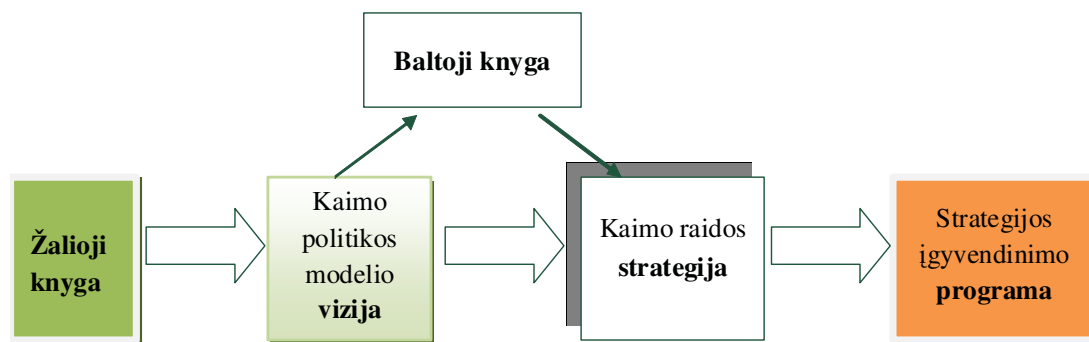 Baltoji knyga
Žalioji
knyga
Kaimo
politikos
modelio
vizija
Kaimo raidos
strategija
Strategijos
įgyvendinimo
programa